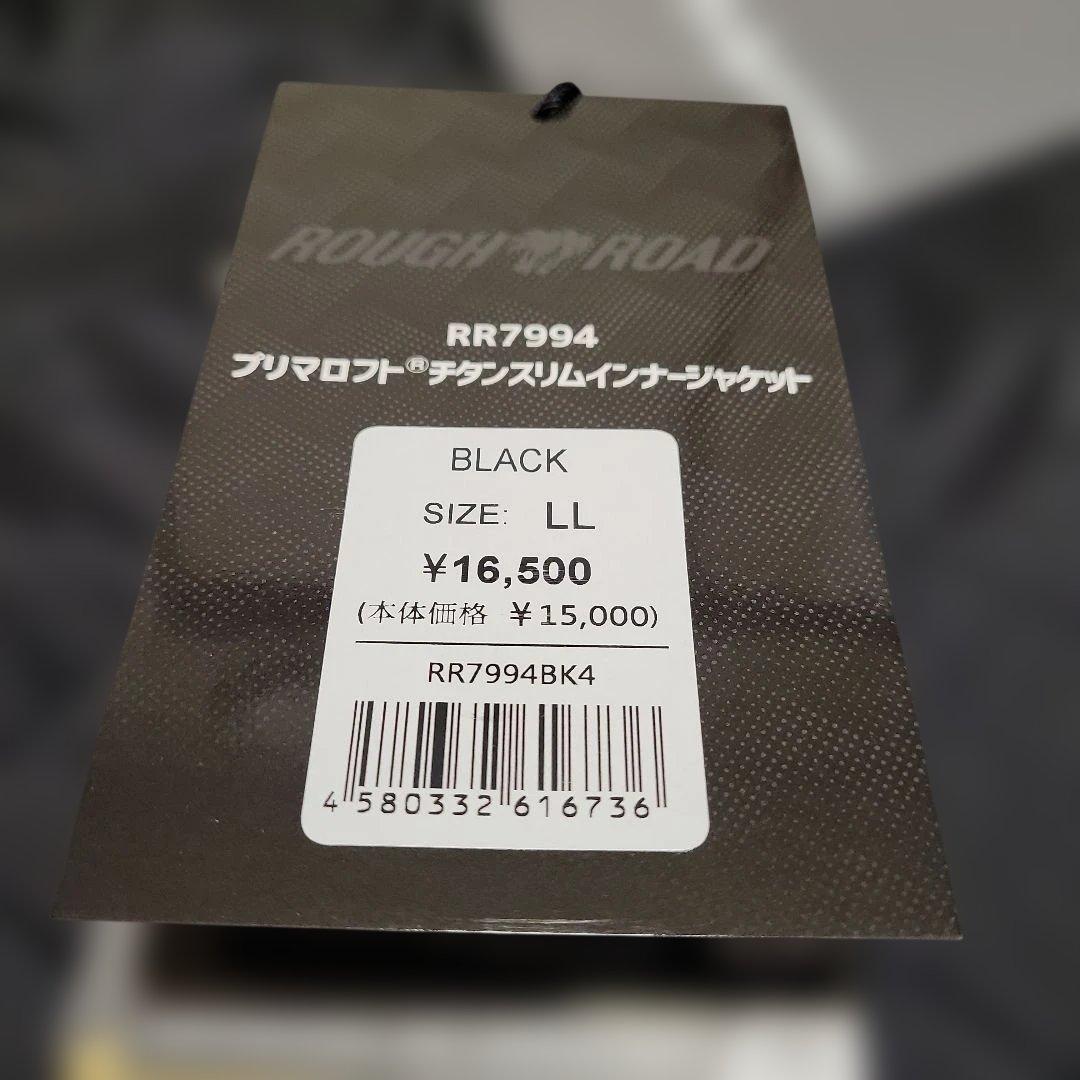 ROUGH ROAD
RR7994
プリマロフト®チタンスリムインナージャケット
BLACK
SIZE: LL
¥16,500
(本体価格 ¥15,000)
RR7994BK4
4 580332 616736